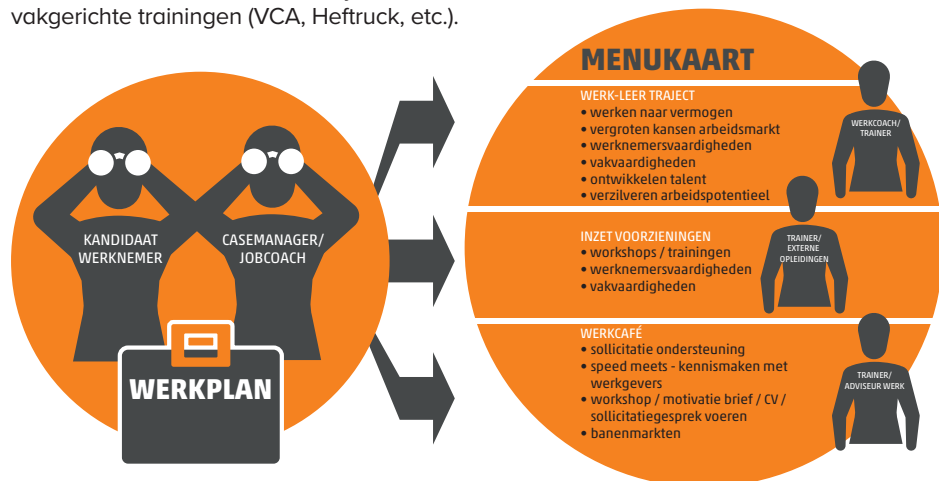 vakgerichte trainingen (VCA, Heftruck, etc.).
KANDIDAAT
WERKNEMER
CASEMANAGER/
JOBCOACH
WERKPLAN
MENUKAART
WERK-LEER TRAJECT
• werken naar vermogen
• vergroten kansen arbeidsmarkt
• werknemersvaardigheden
• vakvaardigheden
• ontwikkelen talent
• verzilveren arbeidspotentieel
WERKCOACH/
TRAINER
INZET VOORZIENINGEN
• workshops / trainingen
• werknemersvaardigheden
• vakvaardigheden
TRAINER/
EXTERNE
OPLEIDINGEN
WERKCAFÉ
• sollicitatie ondersteuning
• speed meets - kennismaken met
werkgevers
• workshop / motivatie brief / CV /
sollicitatiegesprek voeren
• banenmarkten
TRAINER/
ADVISEUR WERK